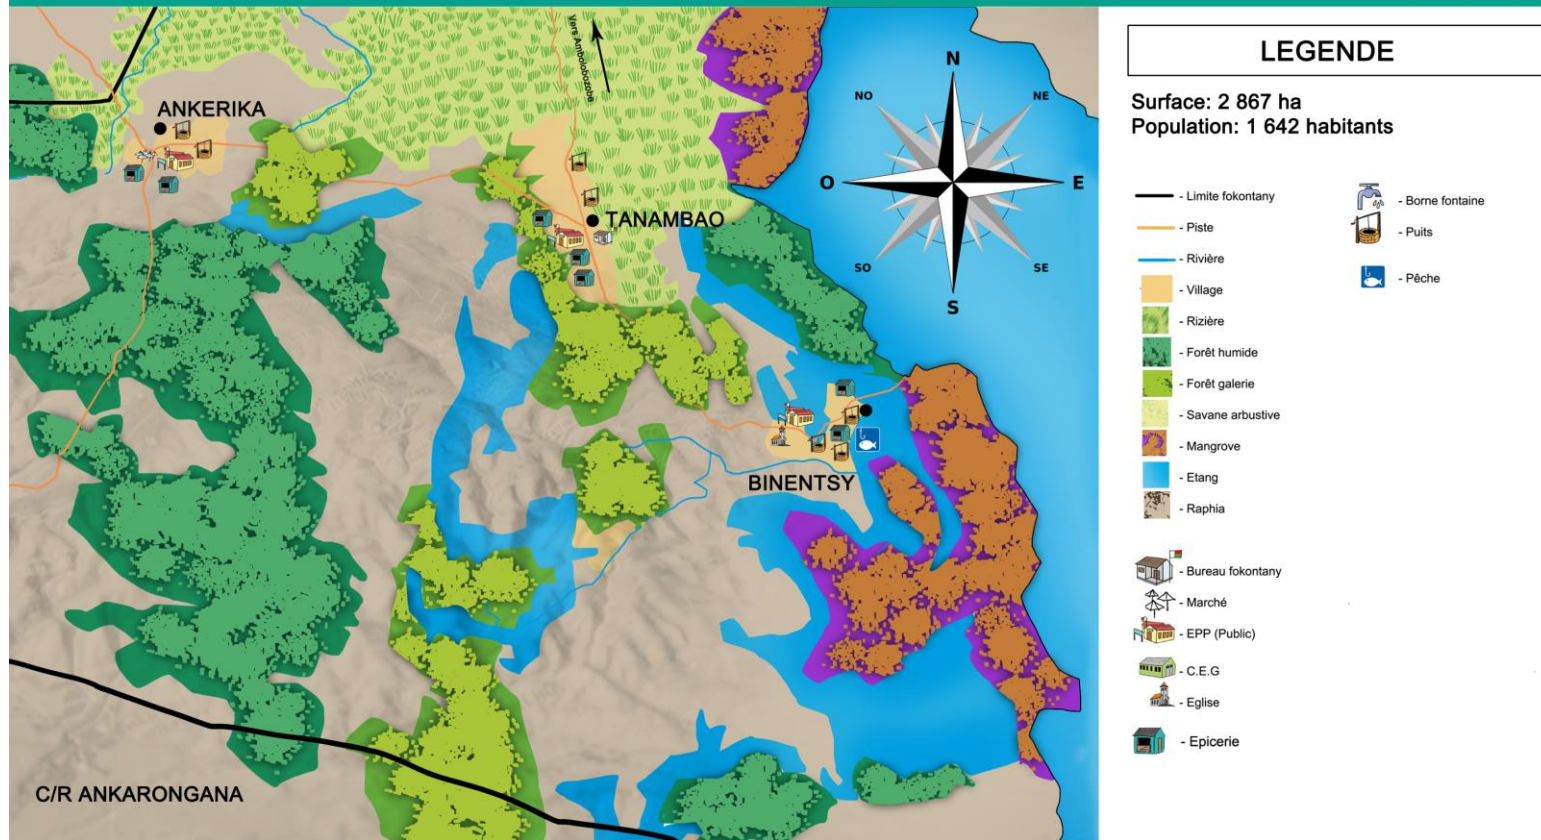 Vers Ambolobozobe
ANKERIKA
TANAMBAO
BINENTSY
C/R ANKARONGANA
N
NO
NE
O
E
SO
SE
S
LEGENDE
Surface: 2 867 ha
Population: 1 642 habitants
- Limite fokontany
- Piste
- Rivière
- Village
- Rizière
- Forêt humide
- Forêt galerie
- Savane arbustive
- Mangrove
- Etang
- Raphia
- Bureau fokontany
- Marché
- EPP (Public)
- C.E.G
- Eglise
- Epicerie
- Borne fontaine
- Puits
- Pêche